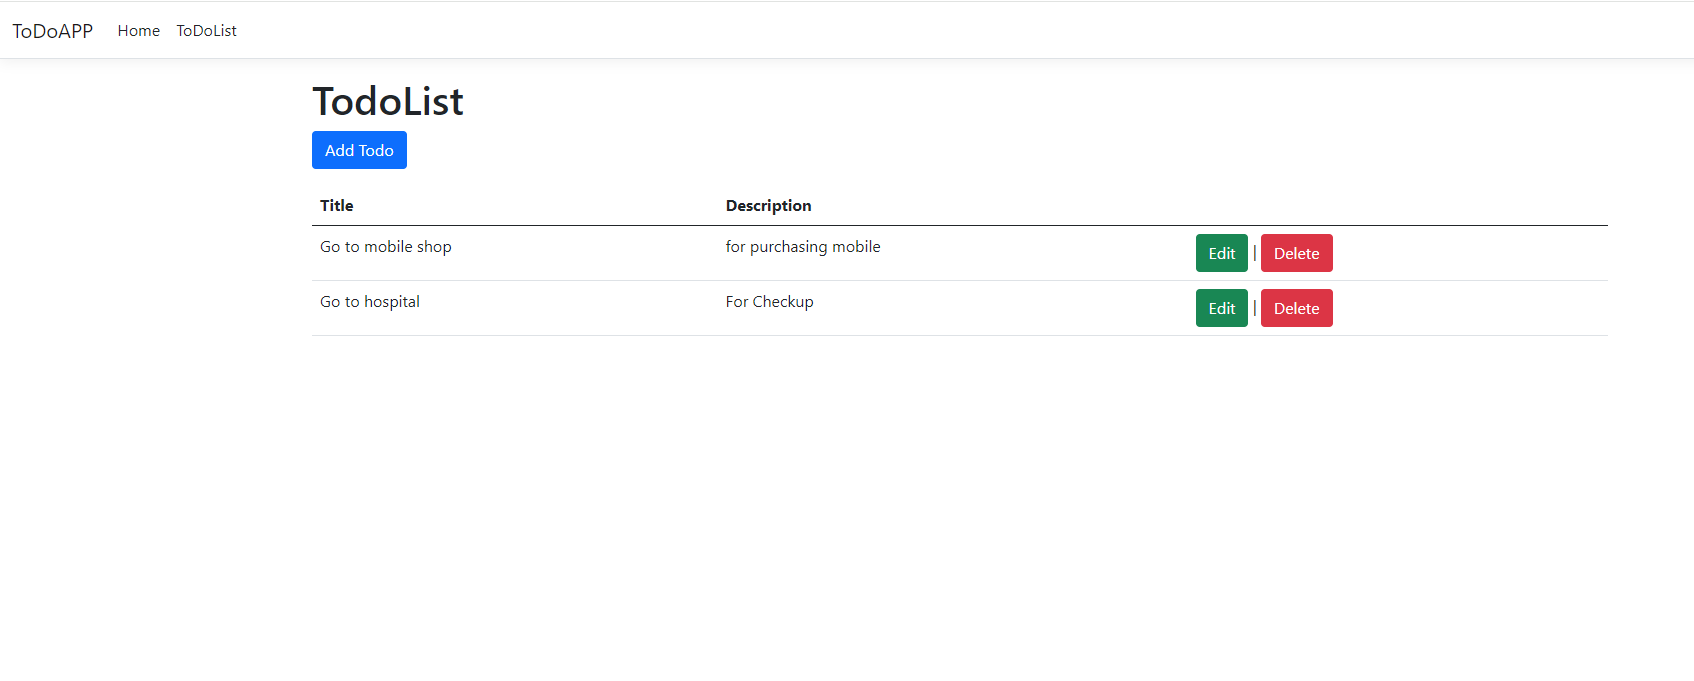 ToDoAPP Home ToDoList
TodoList
Add Todo
Title Description
Go to mobile shop for purchasing mobile Edit | Delete
Go to hospital For Checkup Edit | Delete